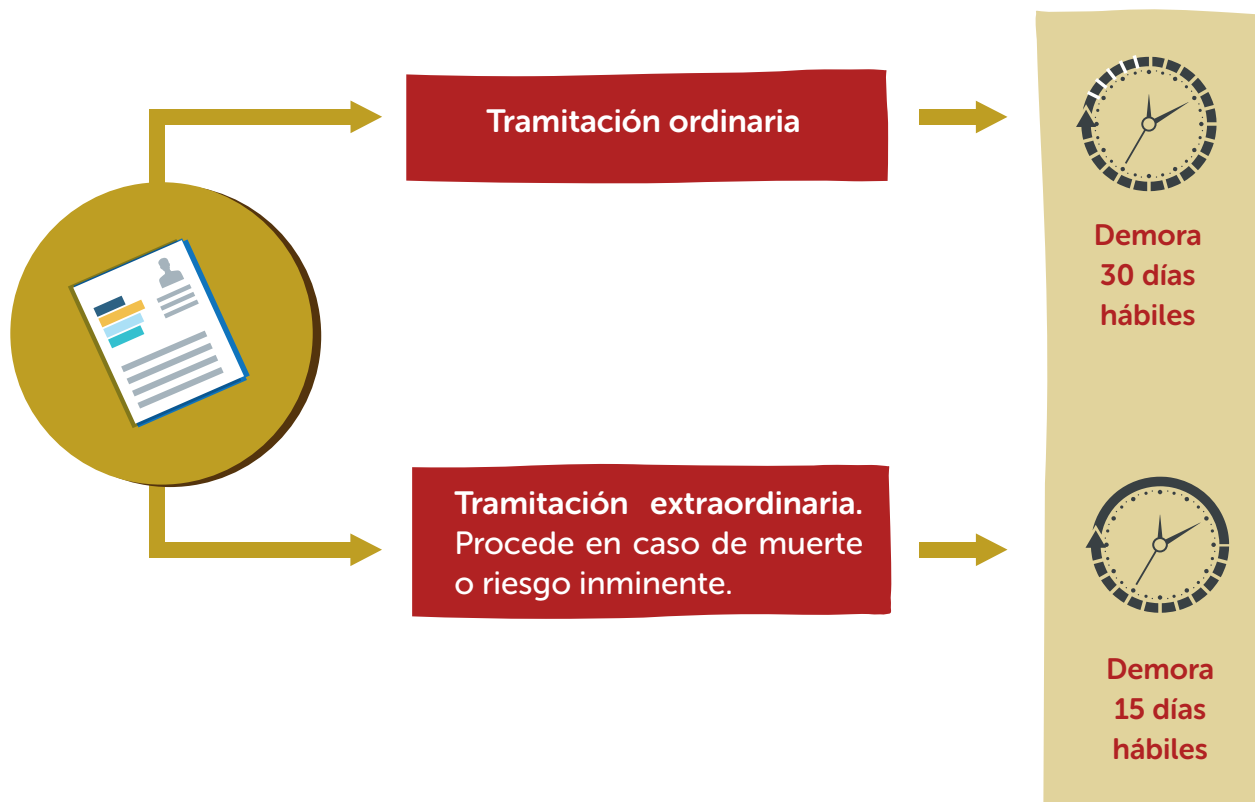 Tramitación ordinaria
Demora
30 días
hábiles
Tramitación extraordinaria.
Procede en caso de muerte
o riesgo inminente.
Demora
15 días
hábiles